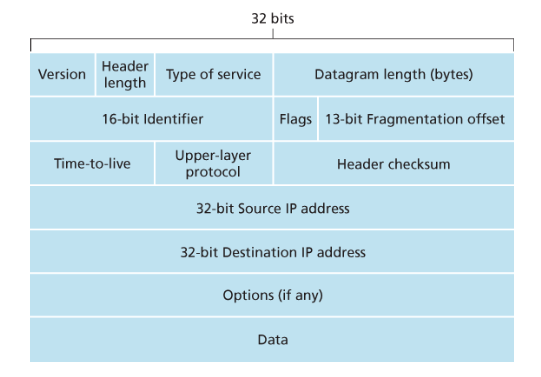 32 bits
Version
Header
length
Type of service
Datagram length (bytes)
16-bit Identifier
Flags
13-bit Fragmentation offset
Time-to-live
Upper-layer
protocol
Header checksum
32-bit Source IP address
32-bit Destination IP address
Options (if any)
Data